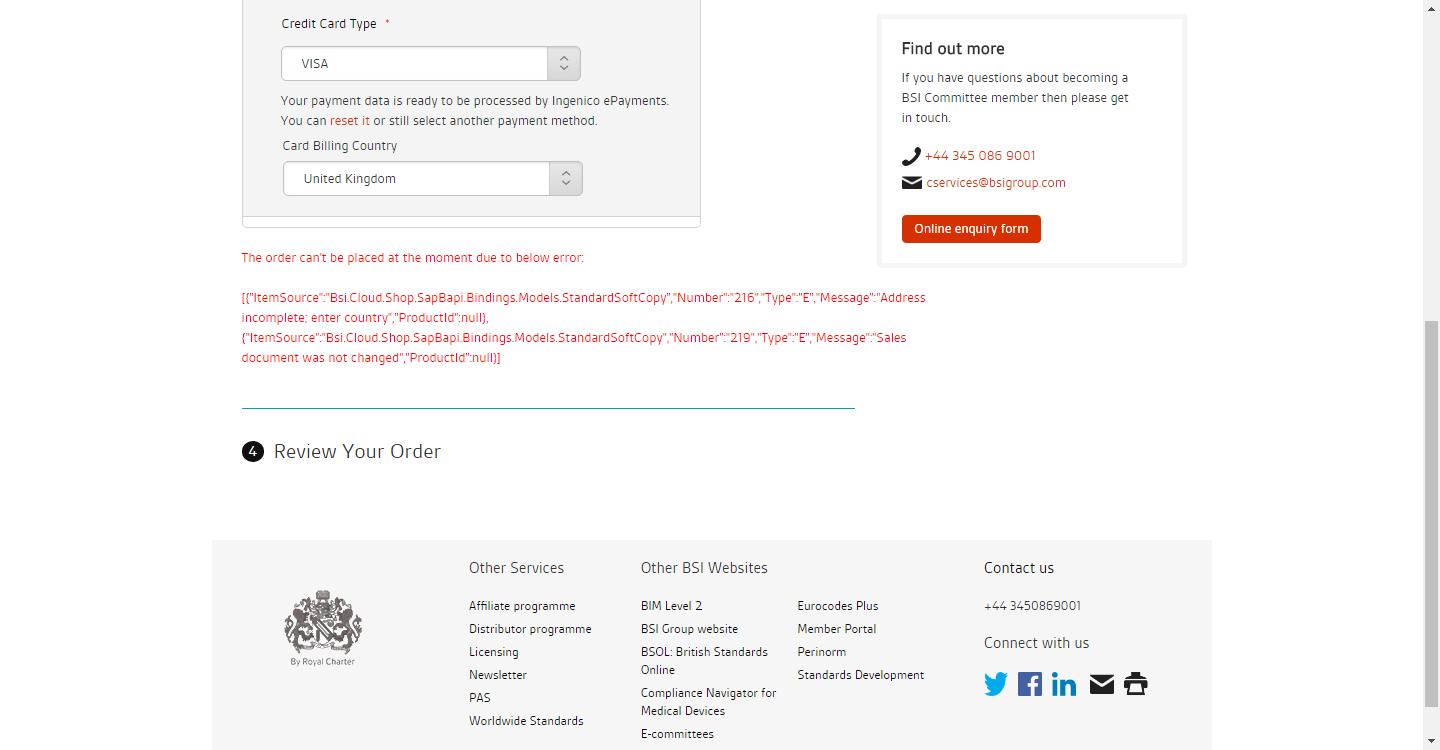 Credit Card Type *
VISA
Your payment data is ready to be processed by Ingenico ePayments.
You can reset it or still select another payment method.
Card Billing Country
United Kingdom
The order can't be placed at the moment due to below error:
[{"ItemSource":"Bsi.Cloud.Shop.SapBapi.Bindings.Models.StandardSoftCopy","Number":"216","Type":"E","Message":"Address
incomplete; enter country","ProductId":null},
{"ItemSource":"Bsi.Cloud.Shop.SapBapi.Bindings.Models.StandardSoftCopy","Number":"219","Type":"E","Message":"Sales
document was not changed","ProductId":null}]
4 Review Your Order
Find out more
If you have questions about becoming a
BSI Committee member then please get
in touch.
+44 345 086 9001
cservices@bsigroup.com
Online enquiry form
By Royal Charter
Other Services
Affiliate programme
Distributor programme
Licensing
Newsletter
PAS
Worldwide Standards
Other BSI Websites
BIM Level 2
BSI Group website
BSOL: British Standards
Online
Compliance Navigator for
Medical Devices
E-committees
Eurocodes Plus
Member Portal
Perinorm
Standards Development
Contact us
+44 3450869001
Connect with us